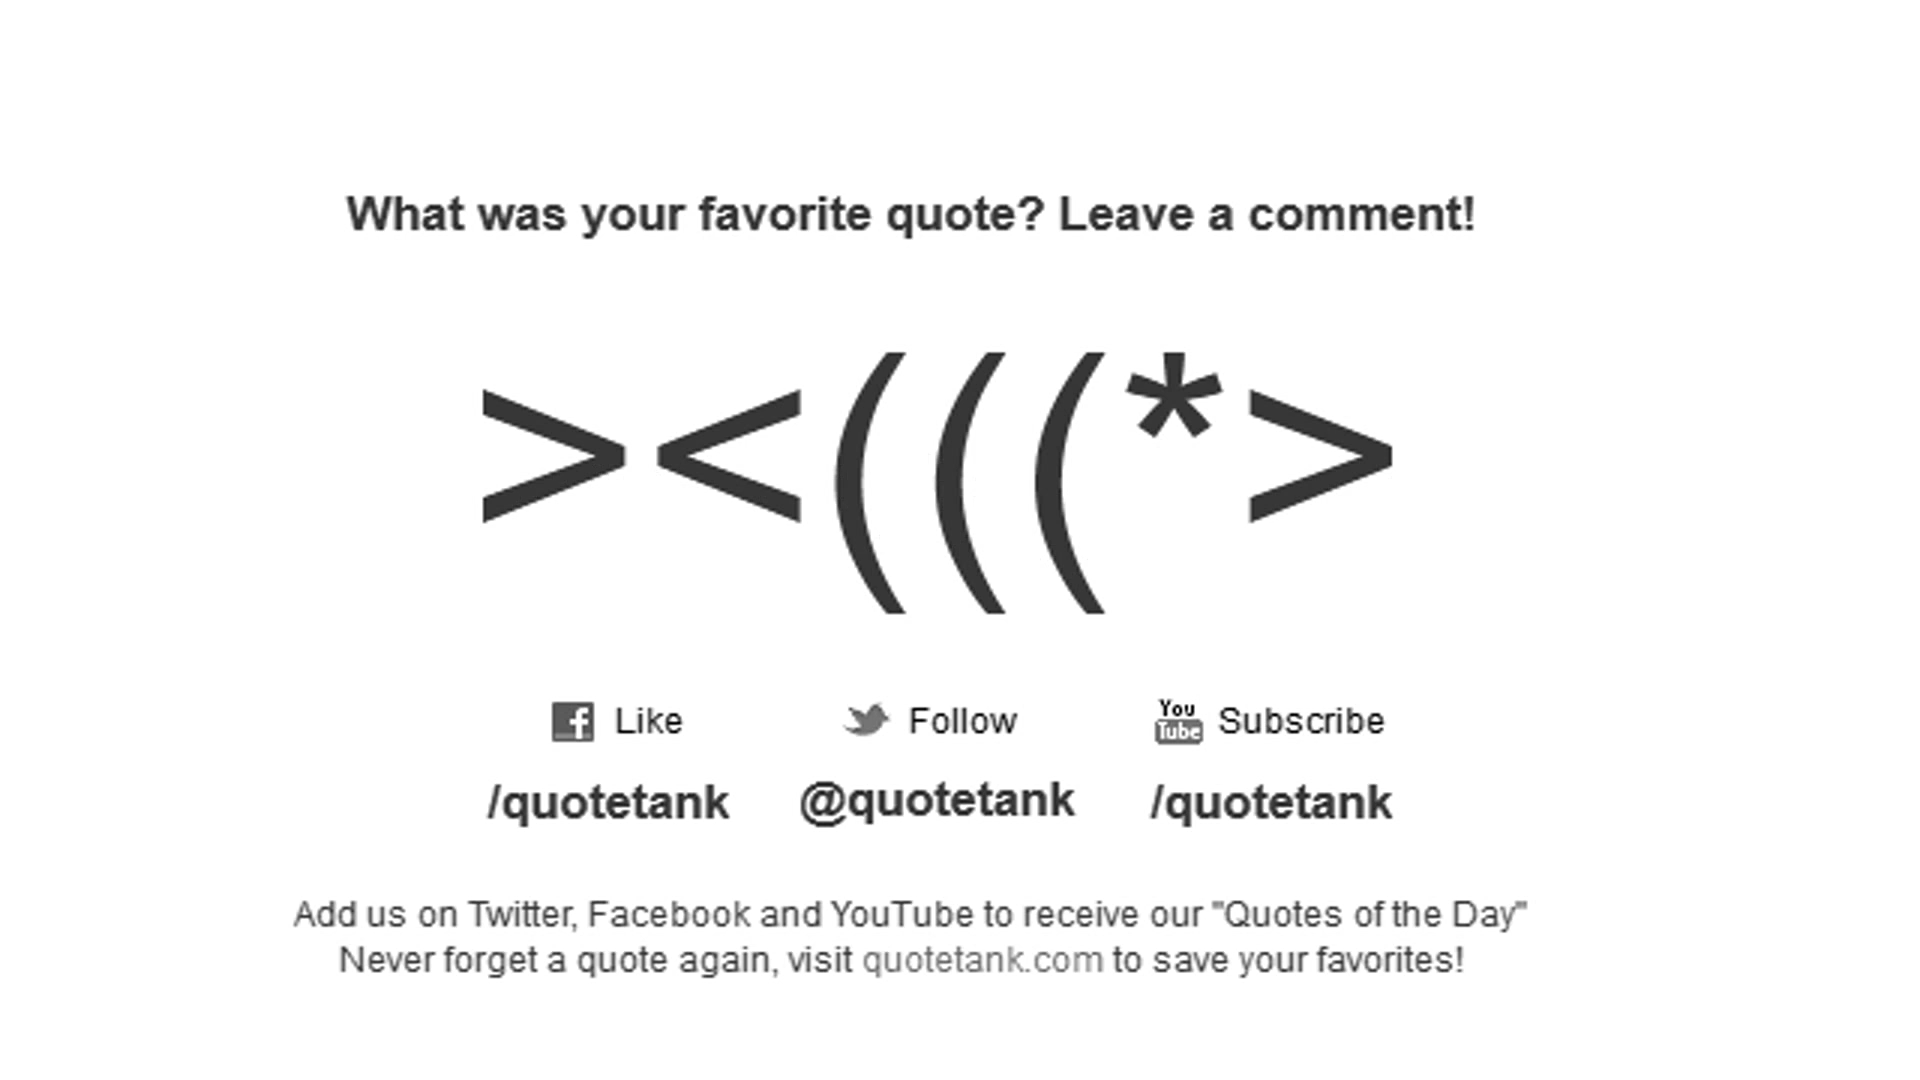 What was your favorite quote? Leave a comment!
><(((*>
f Like Follow You Tube Subscribe
/quotetank @quotetank /quotetank
Add us on Twitter, Facebook and YouTube to receive our "Quotes of the Day"
Never forget a quote again, visit quotetank.com to save your favorites!